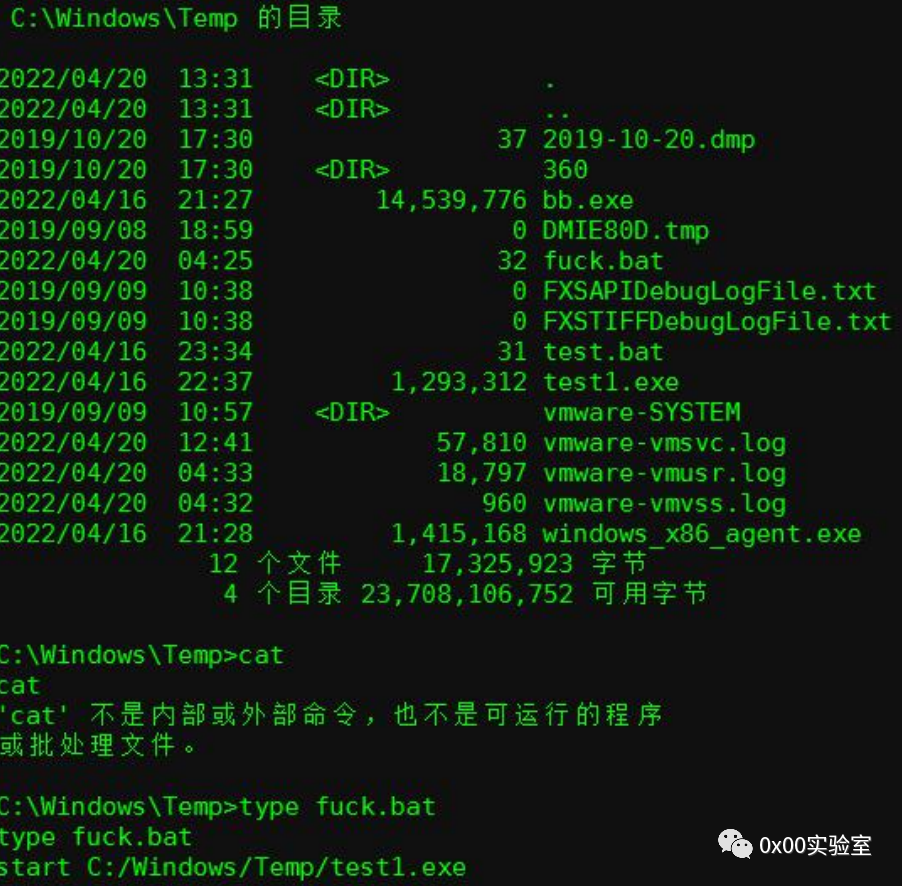 C:\Windows\Temp 的目录
2022/04/20 13:31 <DIR> .
2022/04/20 13:31 <DIR> ..
2019/10/20 17:30 37 2019-10-20.dmp
2019/10/20 17:30 <DIR> 360
2022/04/16 21:27 14,539,776 bb.exe
2019/09/08 18:59 0 DMIE80D.tmp
2022/04/20 04:25 32 fuck.bat
2019/09/09 10:38 0 FXSAPIDebugLogFile.txt
2019/09/09 10:38 0 FXSTIFFDebugLogFile.txt
2022/04/16 23:34 31 test.bat
2022/04/16 22:37 1,293,312 test1.exe
2019/09/09 10:57 <DIR> vmware-SYSTEM
2022/04/20 12:41 57,810 vmware-vmsvc.log
2022/04/20 04:33 18,797 vmware-vmusr.log
2022/04/20 04:32 960 vmware-vmvss.log
2022/04/16 21:28 1,415,168 windows_x86_agent.exe
12 个文件 17,325,923 字节
4 个目录 23,708,106,752 可用字节
C:\Windows\Temp>cat
cat
'cat' 不是内部或外部命令，也不是可运行的程序
或批处理文件。
C:\Windows\Temp>type fuck.bat
type fuck.bat
start C:/Windows/Temp/test1.exe
0x00实验室